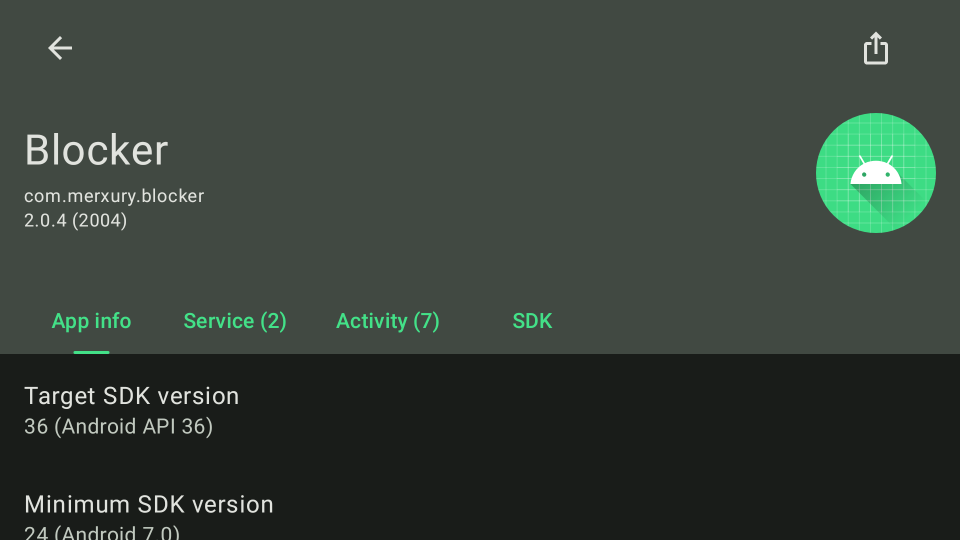 Blocker
com.merxury.blocker
2.0.4 (2004)
App info
Service (2)
Activity (7)
SDK
Target SDK version
36 (Android API 36)
Minimum SDK version
24 (Android 7.0)